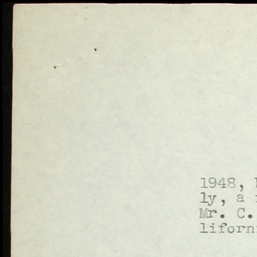 1948,
ly, a
Mr. C.
liforn